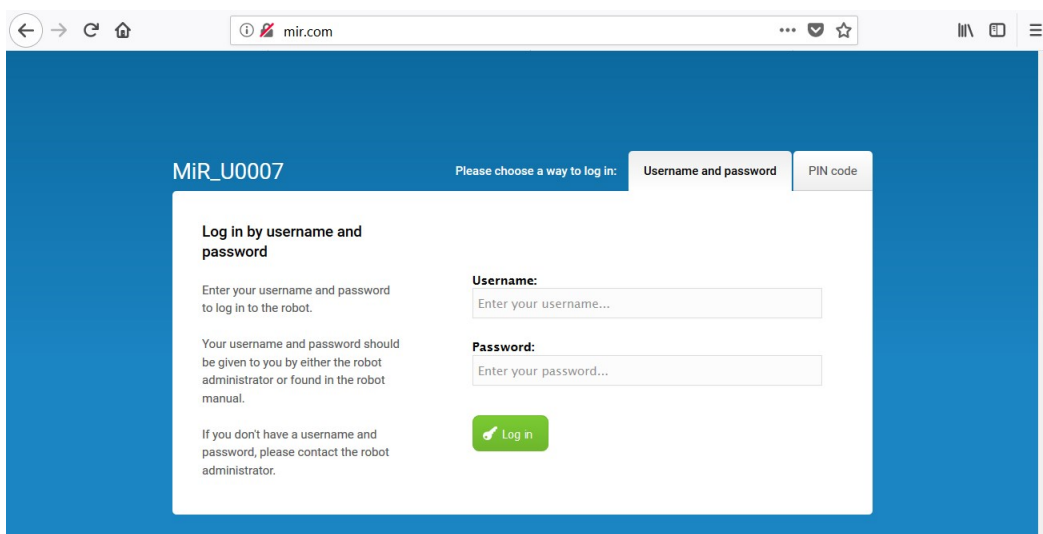 mir.com
MiR_U0007
Please choose a way to log in:
Username and password
PIN code
Log in by username and
password
Enter your username and password
to log in to the robot.
Your username and password should
be given to you by either the robot
administrator or found in the robot
manual.
If you don't have a username and
password, please contact the robot
administrator.
Username:
Enter your username...
Password:
Enter your password...
Log in